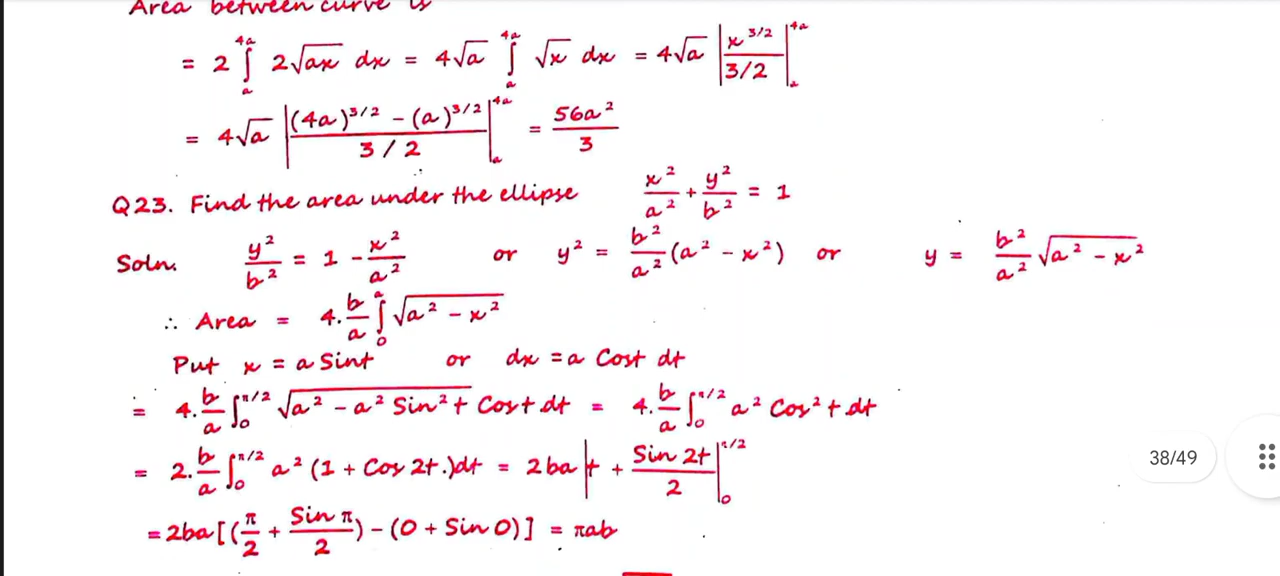 Area between curve is
= 2 ∫ₐ⁴ᵃ 2√ax dx = 4√a ∫ₐ⁴ᵃ √x dx = 4√a |x^3/2 / 3/2|ₐ⁴ᵃ
= 4√a |(4a)^3/2 - (a)^3/2 / 3/2|ₐ⁴ᵃ = 56a²/3
Q23. Find the area under the ellipse x²/a² + y²/b² = 1
Soln. y²/b² = 1 - x²/a² or y² = b²/a² (a² - x²) or y = b²/a² √(a² - x²)
∴ Area = 4. b/a ∫₀ᵃ √(a² - x²)
Put x = a Sint or dx = a Cost dt
= 4. b/a ∫₀^π/2 √(a² - a² Sin²t) Cost dt = 4. b/a ∫₀^π/2 a² Cos²t dt
= 2. b/a ∫₀^π/2 a² (1 + Cos 2t.)dt = 2ba |t + Sin 2t/2|₀^π/2
= 2ba[(π/2 + Sin π/2) - (0 + Sin 0)] = πab
38/49